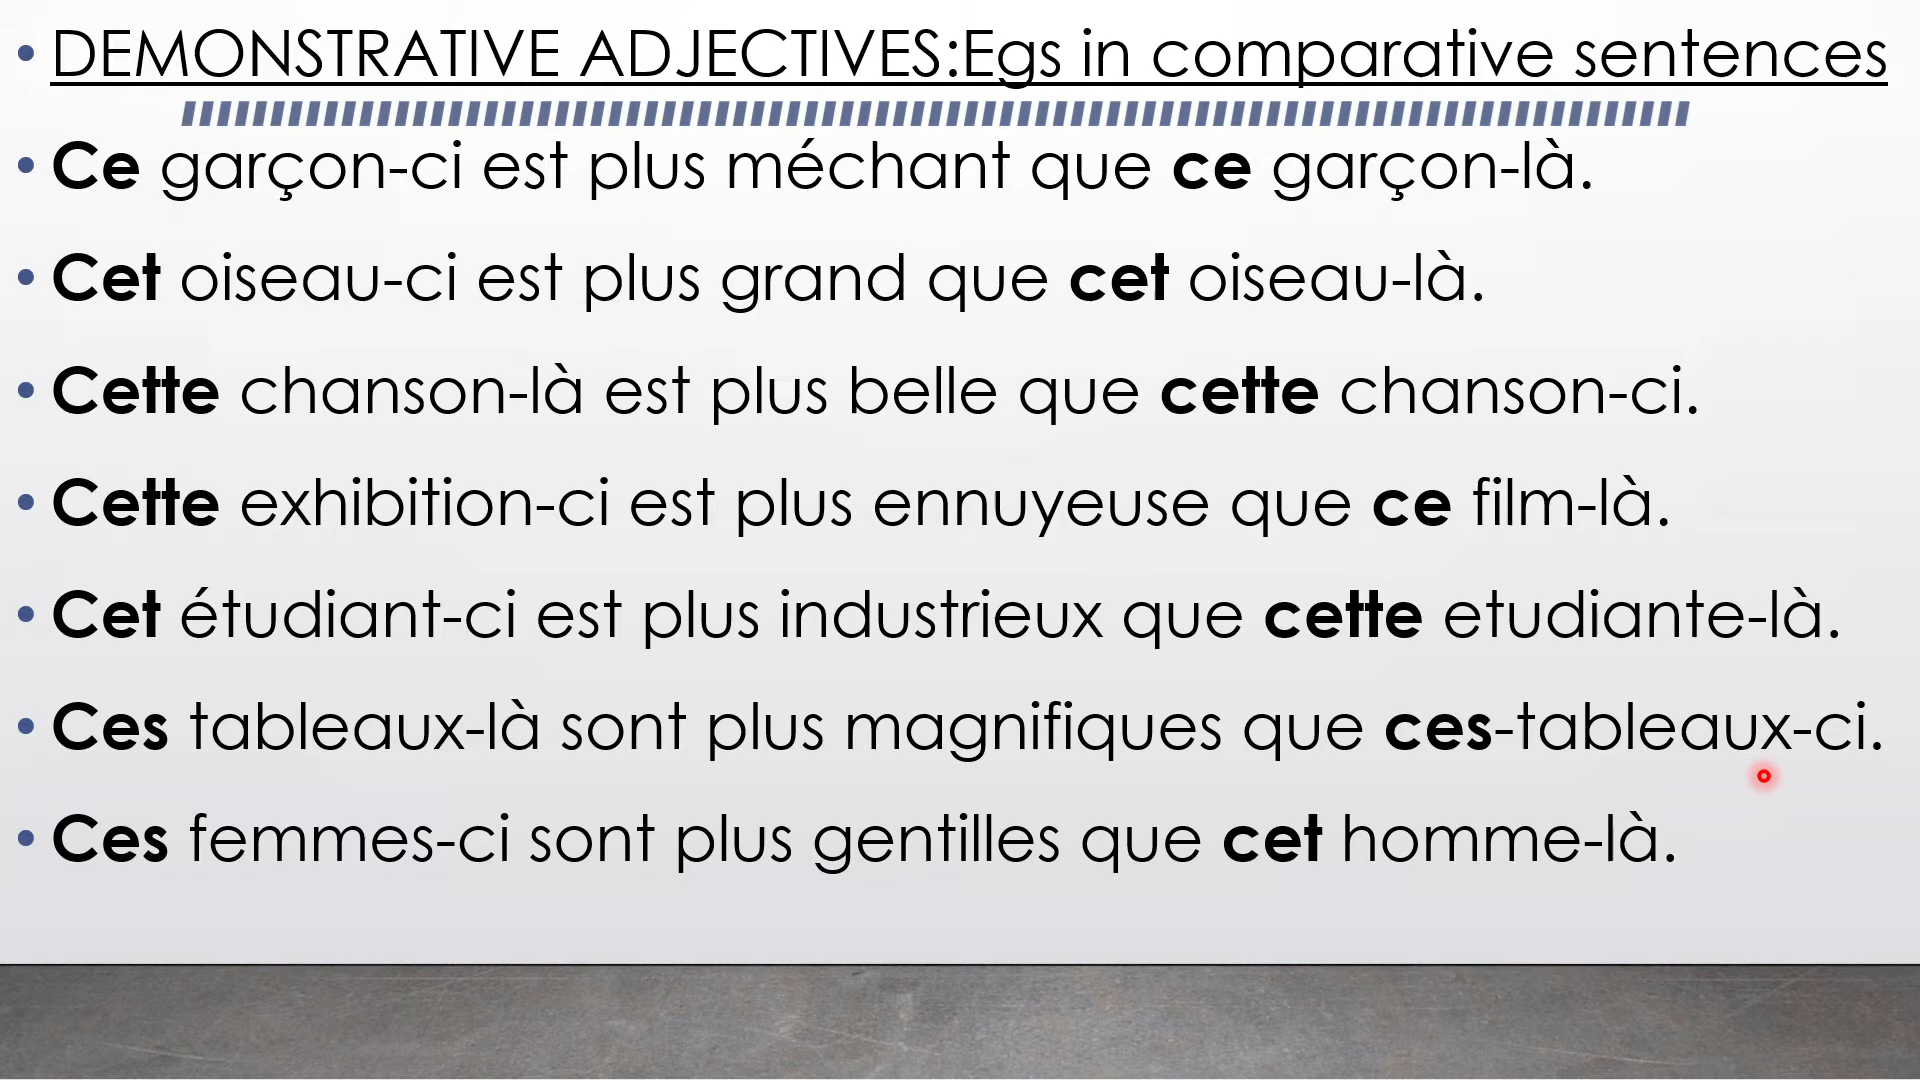 • DEMONSTRATIVE ADJECTIVES:Egs in comparative sentences
• Ce garçon-ci est plus méchant que ce garçon-là.
• Cet oiseau-ci est plus grand que cet oiseau-là.
• Cette chanson-là est plus belle que cette chanson-ci.
• Cette exhibition-ci est plus ennuyeuse que ce film-là.
• Cet étudiant-ci est plus industrieux que cette etudiante-là.
• Ces tableaux-là sont plus magnifiques que ces-tableaux-ci.
• Ces femmes-ci sont plus gentilles que cet homme-là.